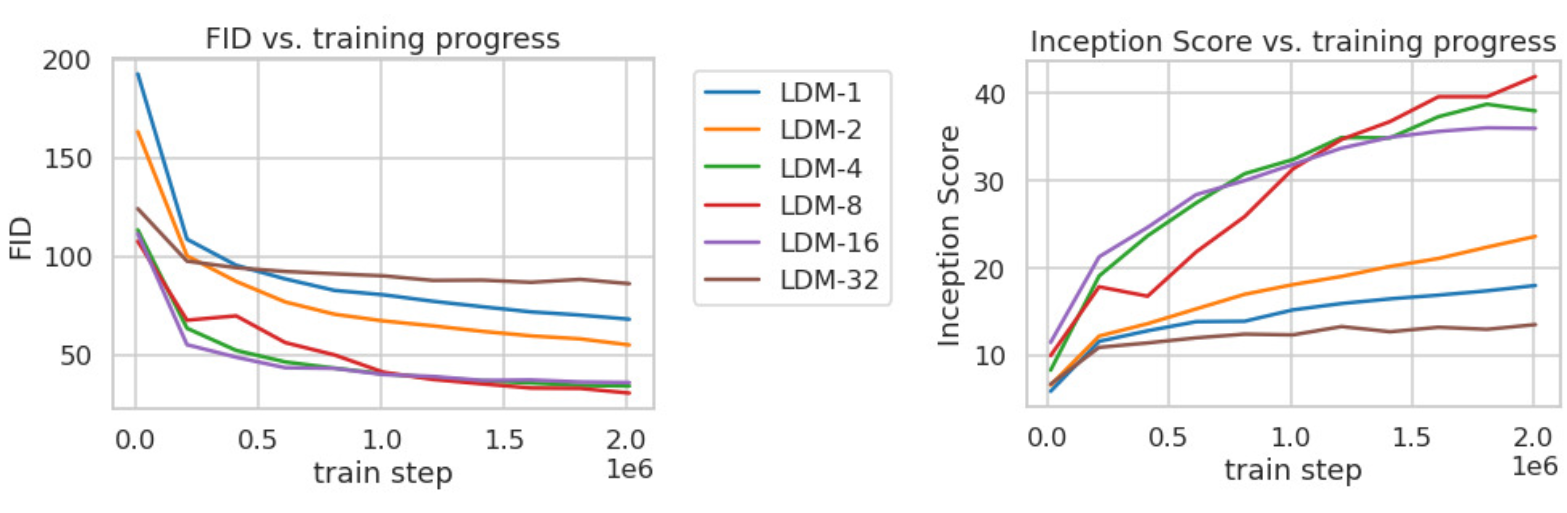 FID vs. training progress
200
150
100
50
FID
0.0 0.5 1.0 1.5 2.0
1e6
train step
LDM-1
LDM-2
LDM-4
LDM-8
LDM-16
LDM-32
Inception Score vs. training progress
40
30
20
10
Inception Score
0.0 0.5 1.0 1.5 2.0
1e6
train step